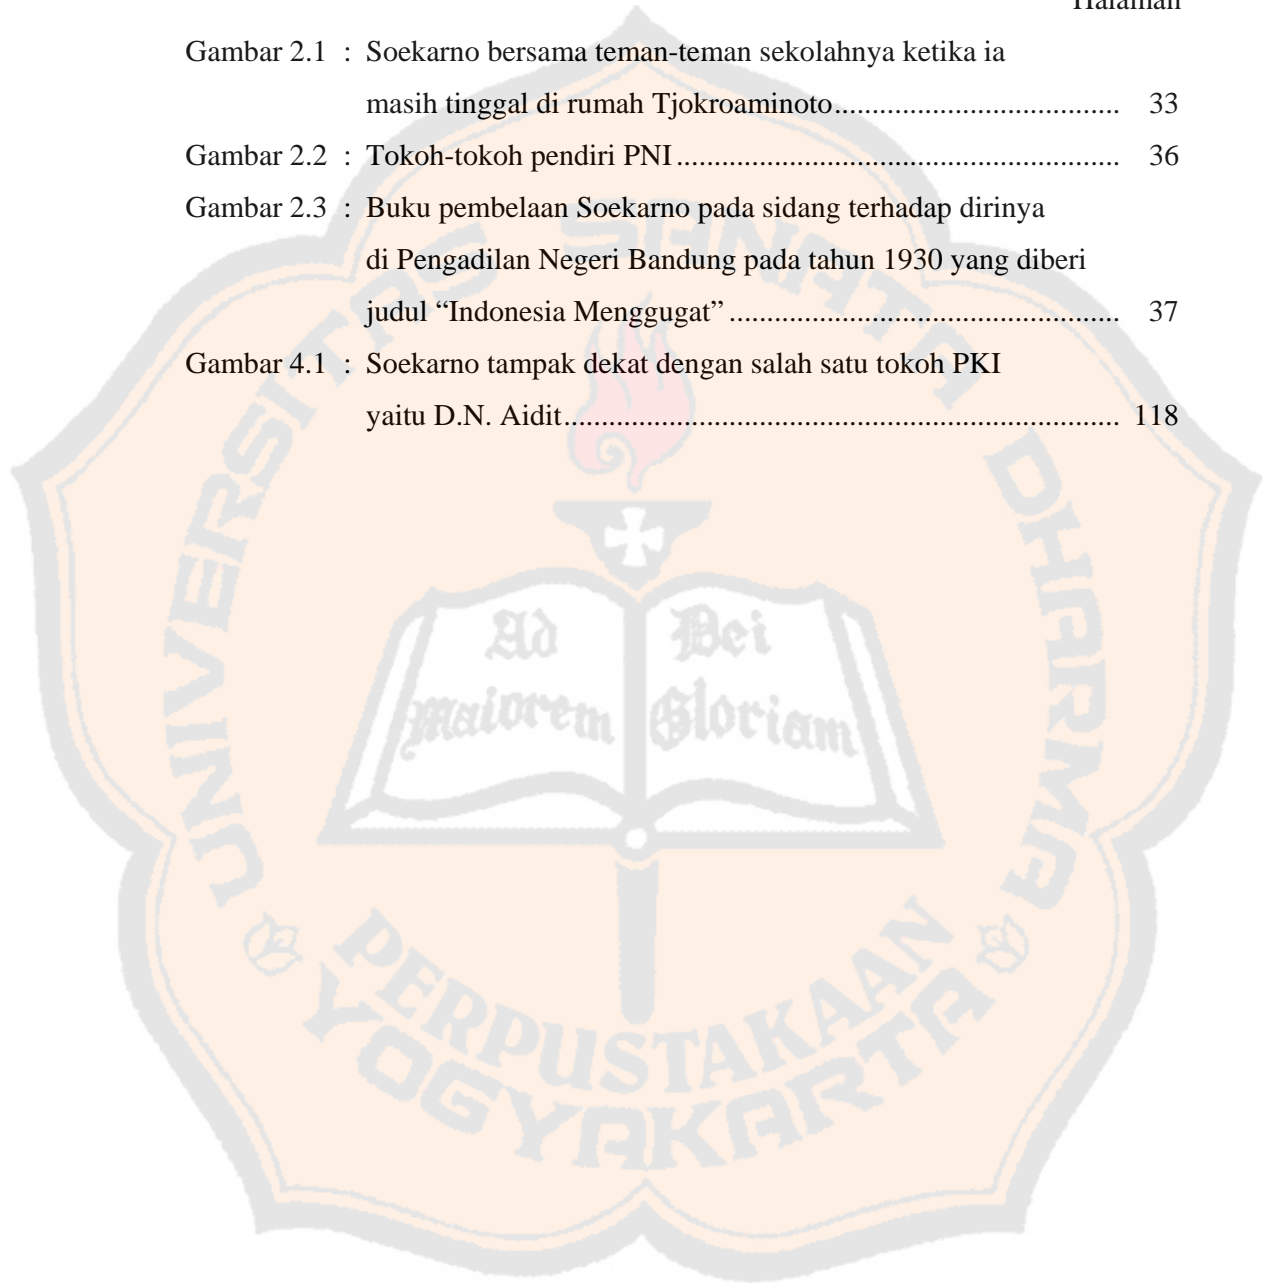 Halaman
Gambar 2.1 : Soekarno bersama teman-teman sekolahnya ketika ia
masih tinggal di rumah Tjokroaminoto...................................... 33
Gambar 2.2 : Tokoh-tokoh pendiri PNI........................................................... 36
Gambar 2.3 : Buku pembelaan Soekarno pada sidang terhadap dirinya
di Pengadilan Negeri Bandung pada tahun 1930 yang diberi
judul “Indonesia Menggugat”.................................................... 37
Gambar 4.1 : Soekarno tampak dekat dengan salah satu tokoh PKI
yaitu D.N. Aidit.......................................................................... 118
UNIVERSITAS SANATA DHARMA
Ad Dei
Maiorem Gloriam
PERPUSTAKAAN
YOGYAKARTA